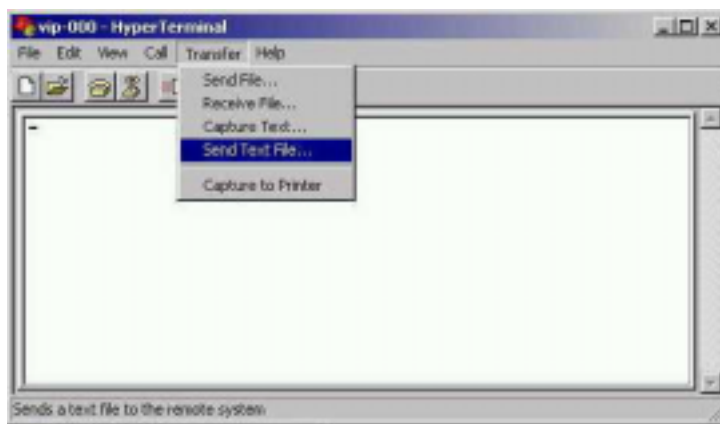 vip-000 - HyperTerminal
File Edit View Call Transfer Help
Send File...
Receive File...
Capture Text...
Send Text File...
Capture to Printer
Sends a text file to the remote system